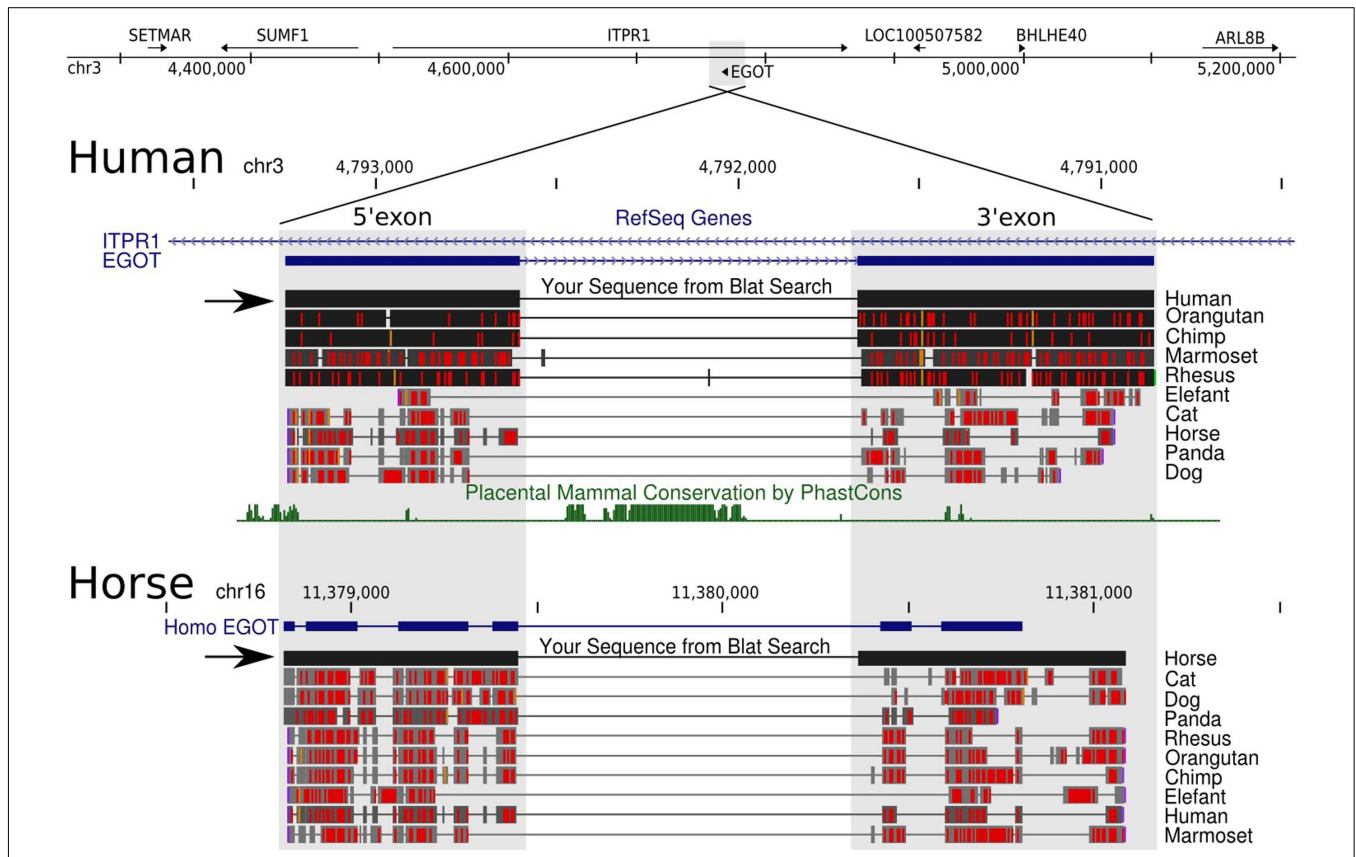 SETMAR SUMF1 ITPR1 LOC100507582 BHLHE40 ARL8B
chr3 4,400,000 4,600,000 EGOT 5,000,000 5,200,000
Human chr3 4,793,000 4,792,000 4,791,000
5'exon RefSeq Genes 3'exon
ITPR1
EGOT
Your Sequence from Blat Search
Human
Orangutan
Chimp
Marmoset
Rhesus
Elefant
Cat
Horse
Panda
Dog
Placental Mammal Conservation by PhastCons
Horse chr16 11,379,000 11,380,000 11,381,000
Homo EGOT
Your Sequence from Blat Search
Horse
Cat
Dog
Panda
Rhesus
Orangutan
Chimp
Elefant
Human
Marmoset